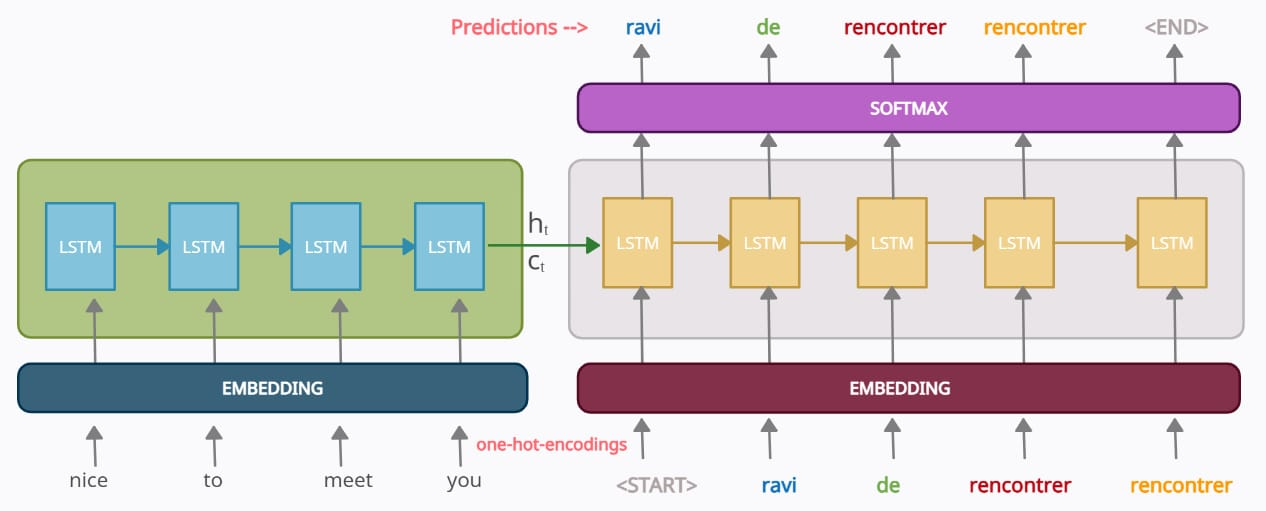 Predictions --> ravi de rencontrer rencontrer <END>
SOFTMAX
LSTM LSTM LSTM LSTM
hₜ
cₜ
LSTM LSTM LSTM LSTM LSTM
EMBEDDING
EMBEDDING
one-hot-encodings
nice to meet you
<START> ravi de rencontrer rencontrer